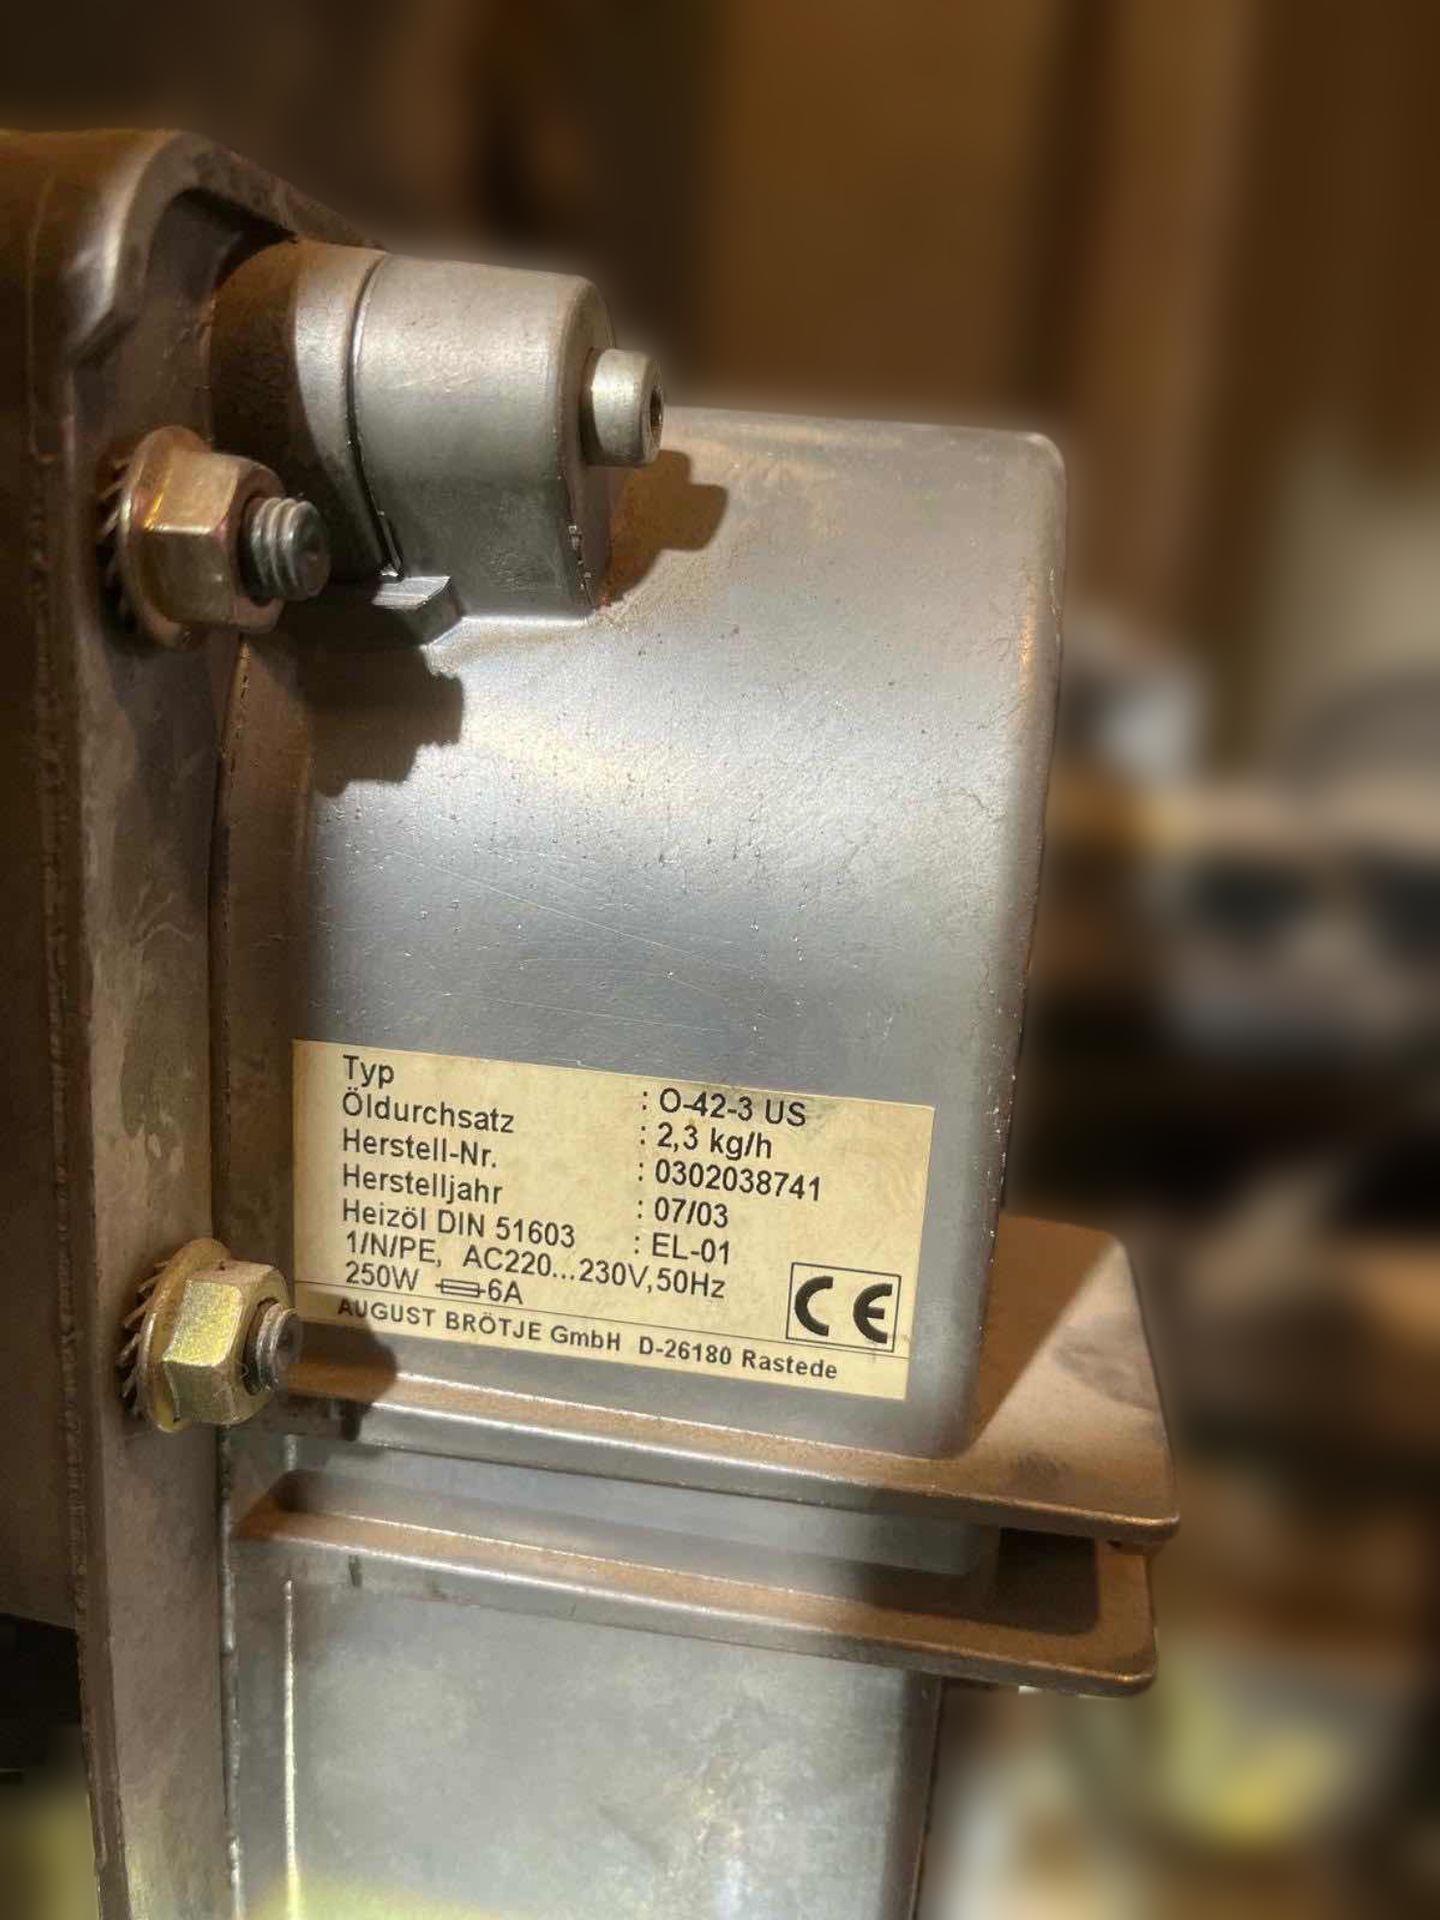 Typ : O-42-3 US
Öldurchsatz : 2,3 kg/h
Herstell-Nr. : 0302038741
Herstelljahr : 07/03
Heizöl DIN 51603 : EL-01
1/N/PE, AC220...230V,50Hz
250W 6A
CE
AUGUST BRÖTJE GmbH D-26180 Rastede